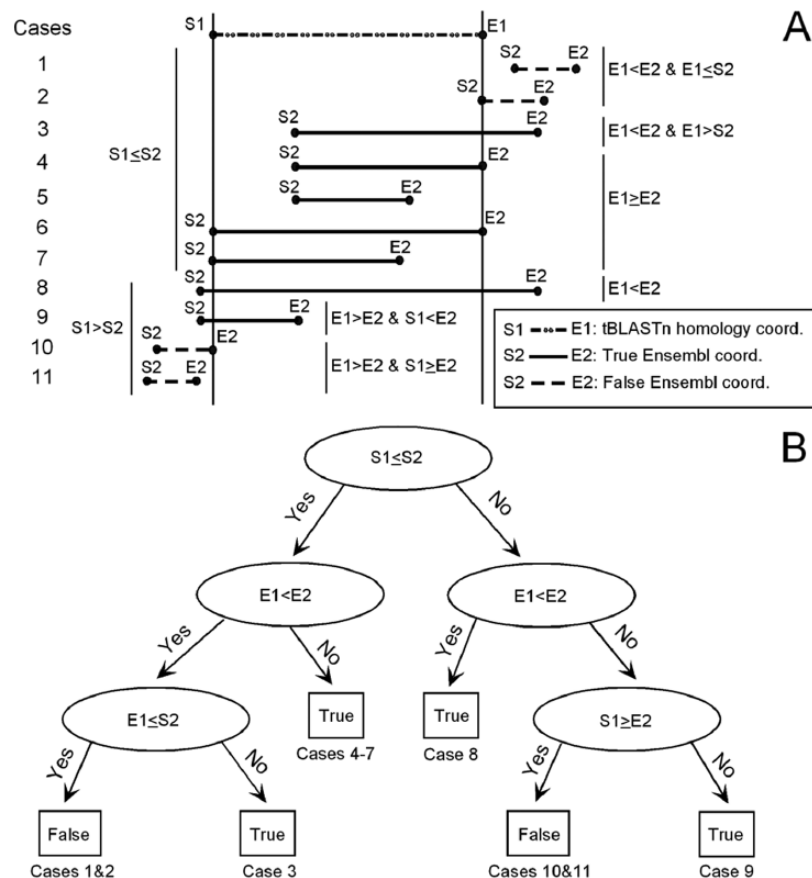 Cases
S1
E1
A
1
S2
E2
E1<E2 & E1≤S2
2
S2
E2
3
S2
E2
E1<E2 & E1>S2
S1≤S2
4
S2
E2
E1≥E2
5
S2
E2
6
S2
E2
7
S2
E2
8
S2
E2
E1<E2
S1>S2
9
S2
E2
E1>E2 & S1<E2
10
S2
E2
E1>E2 & S1≥E2
11
S2
E2
S1 E1: tBLASTn homology coord.
S2 E2: True Ensembl coord.
S2 E2: False Ensembl coord.
B
S1≤S2
Yes
No
E1<E2
E1<E2
Yes
No
Yes
No
E1≤S2
True
True
S1≥E2
Cases 4-7
Case 8
Yes
No
Yes
No
False
True
False
True
Cases 1&2
Case 3
Cases 10&11
Case 9